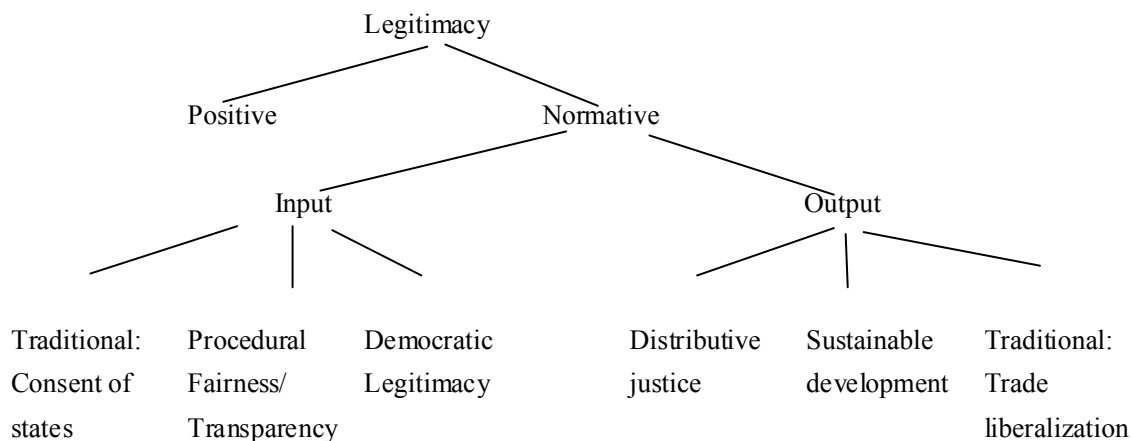 Legitimacy
Positive
Normative
Input
Output
Traditional:
Consent of
states
Procedural
Fairness/
Transparency
Democratic
Legitimacy
Distributive
justice
Sustainable
development
Traditional:
Trade
liberalization